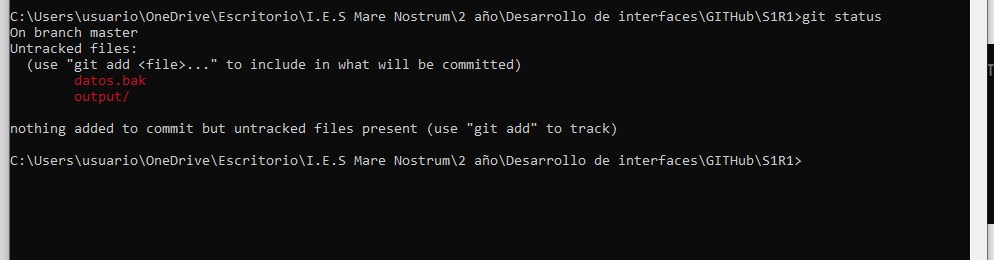 C:\Users\usuario\OneDrive\Escritorio\I.E.S Mare Nostrum\2 año\Desarrollo de interfaces\GITHub\S1R1>git status
On branch master
Untracked files:
  (use "git add <file>..." to include in what will be committed)
        datos.bak
        output/

nothing added to commit but untracked files present (use "git add" to track)

C:\Users\usuario\OneDrive\Escritorio\I.E.S Mare Nostrum\2 año\Desarrollo de interfaces\GITHub\S1R1>